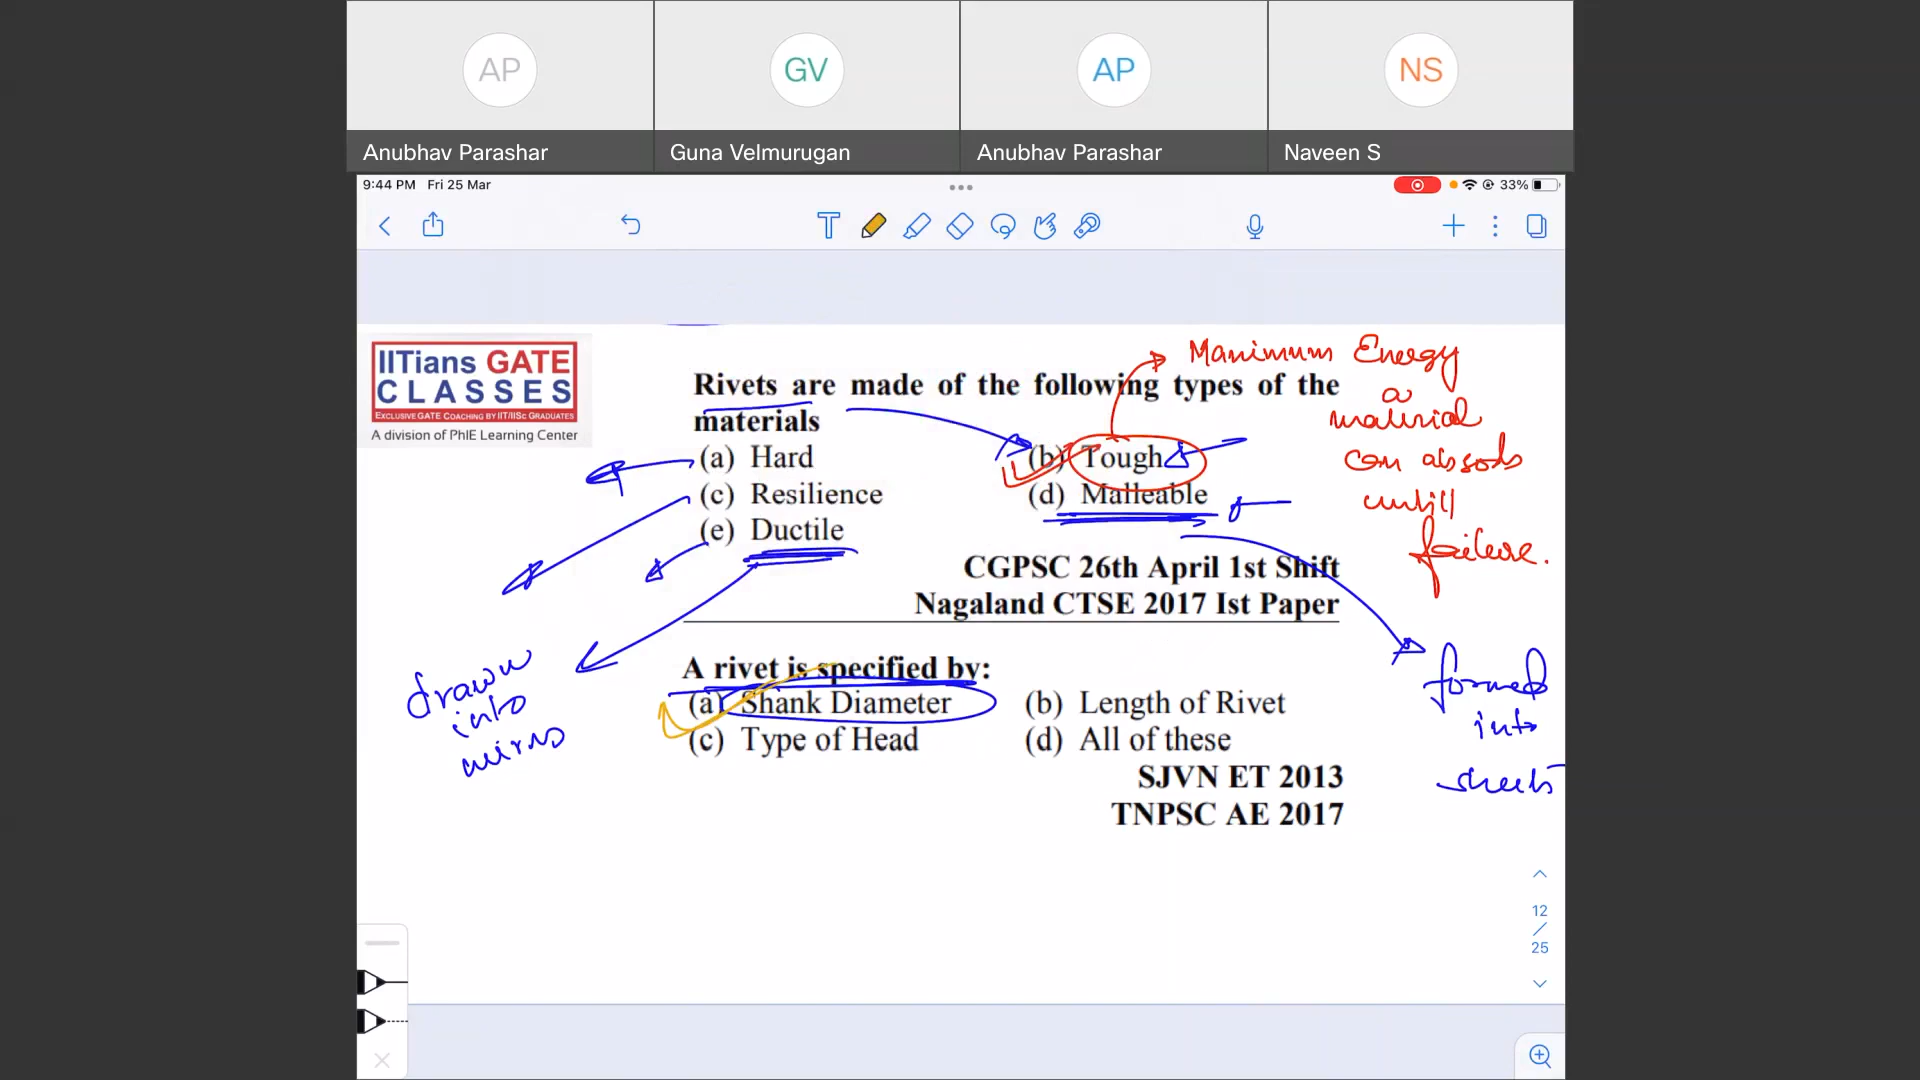 AP
GV
AP
NS
Anubhav Parashar
Guna Velmurugan
Anubhav Parashar
Naveen S
9:44 PM Fri 25 Mar
33%
IITians GATE
CLASSES
EXCLUSIVE GATE COACHING BY IIT/IISc GRADUATES
A division of PhIE Learning Center
Rivets are made of the following types of the
materials
(a) Hard (b) Tough
(c) Resilience (d) Malleable
(e) Ductile
CGPSC 26th April 1st Shift
Nagaland CTSE 2017 Ist Paper
Maximum Energy
a
material
can absorb
untill
failure.
drawn
into
wires
formed
into
sheets
A rivet is specified by:
(a) Shank Diameter (b) Length of Rivet
(c) Type of Head (d) All of these
SJVN ET 2013
TNPSC AE 2017
12
/
25